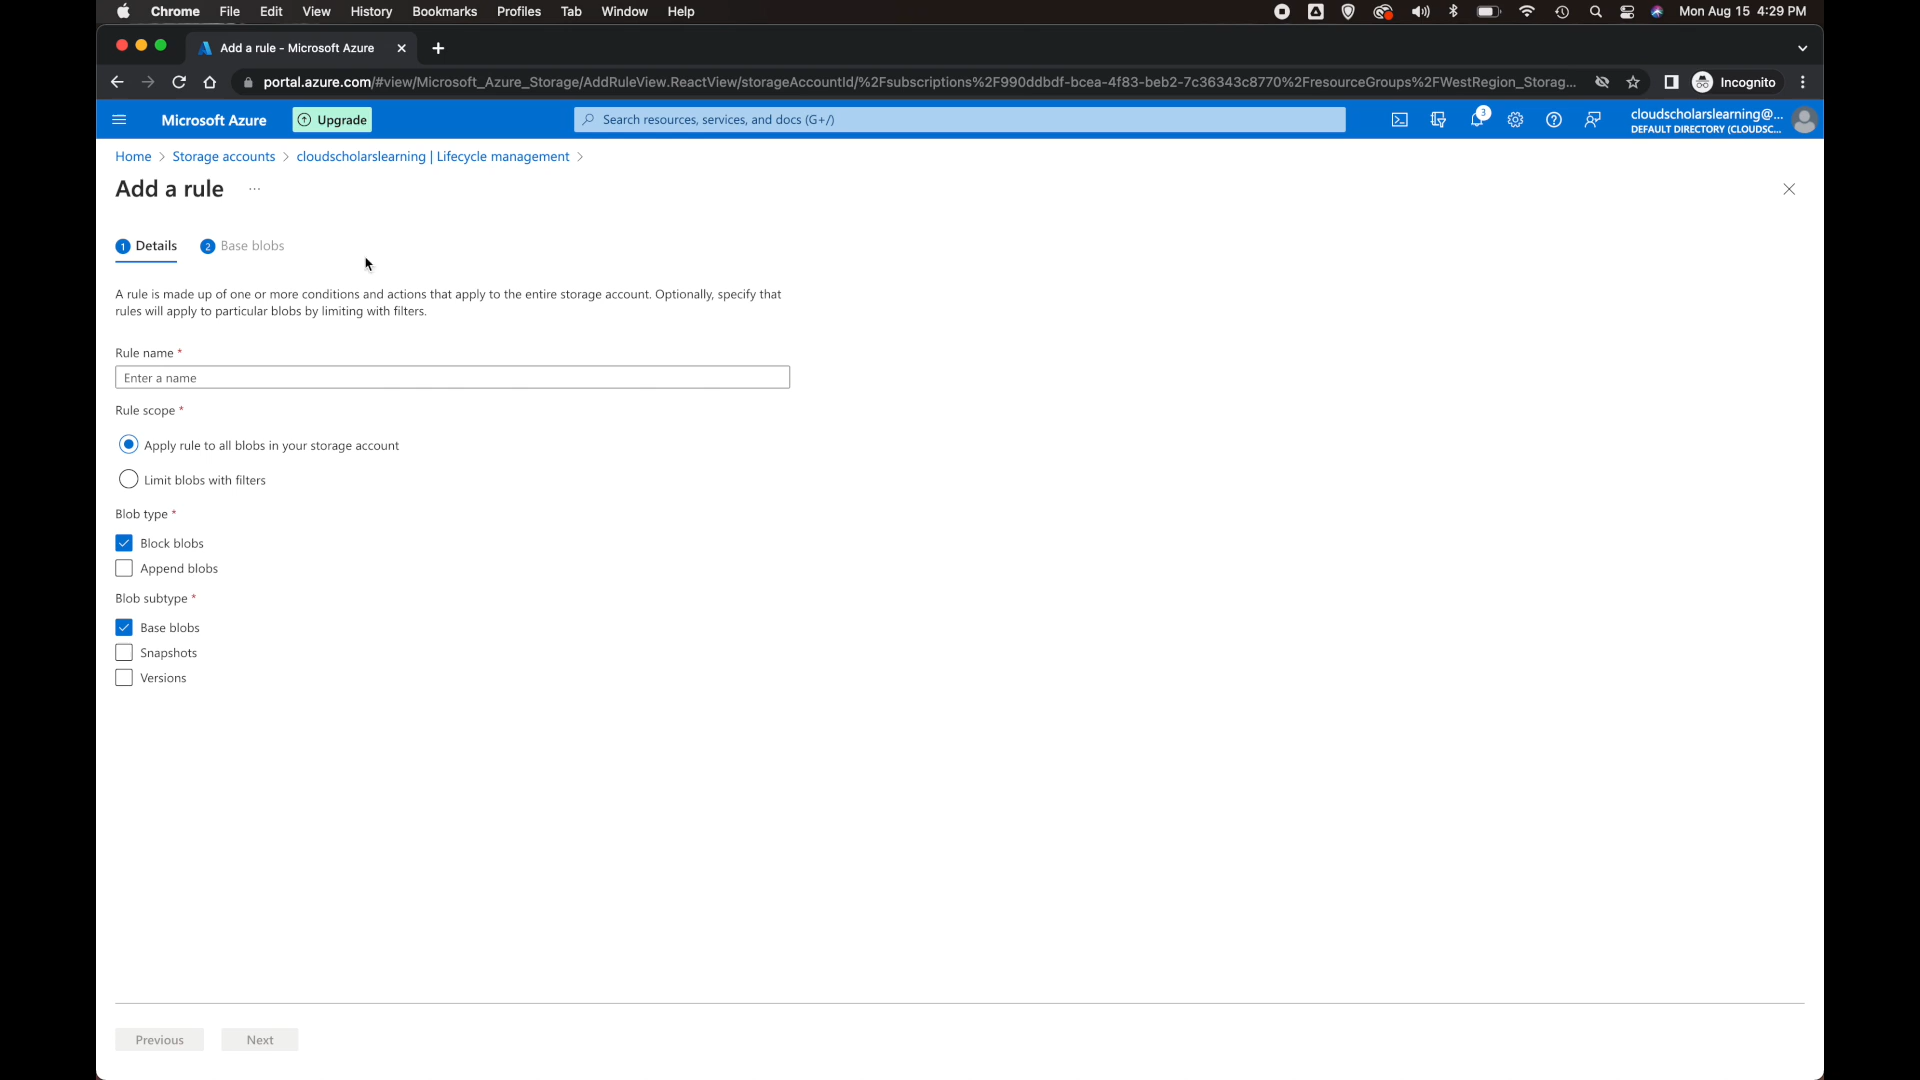 Chrome File Edit View History Bookmarks Profiles Tab Window Help Mon Aug 15 4:29 PM
Add a rule - Microsoft Azure
portal.azure.com/#view/Microsoft_Azure_Storage/AddRuleView.ReactView/storageAccountId/%2Fsubscriptions%2F990ddbdf-bcea-4f83-beb2-7c36343c8770%2FresourceGroups%2FWestRegion_Storag... Incognito
Microsoft Azure Upgrade Search resources, services, and docs (G+/) 3 cloudscholarslearning@...
DEFAULT DIRECTORY (CLOUDSC...
Home > Storage accounts > cloudscholarslearning | Lifecycle management >
Add a rule ...
1 Details 2 Base blobs
A rule is made up of one or more conditions and actions that apply to the entire storage account. Optionally, specify that
rules will apply to particular blobs by limiting with filters.
Rule name *
Enter a name
Rule scope *
Apply rule to all blobs in your storage account
Limit blobs with filters
Blob type *
Block blobs
Append blobs
Blob subtype *
Base blobs
Snapshots
Versions
Previous Next